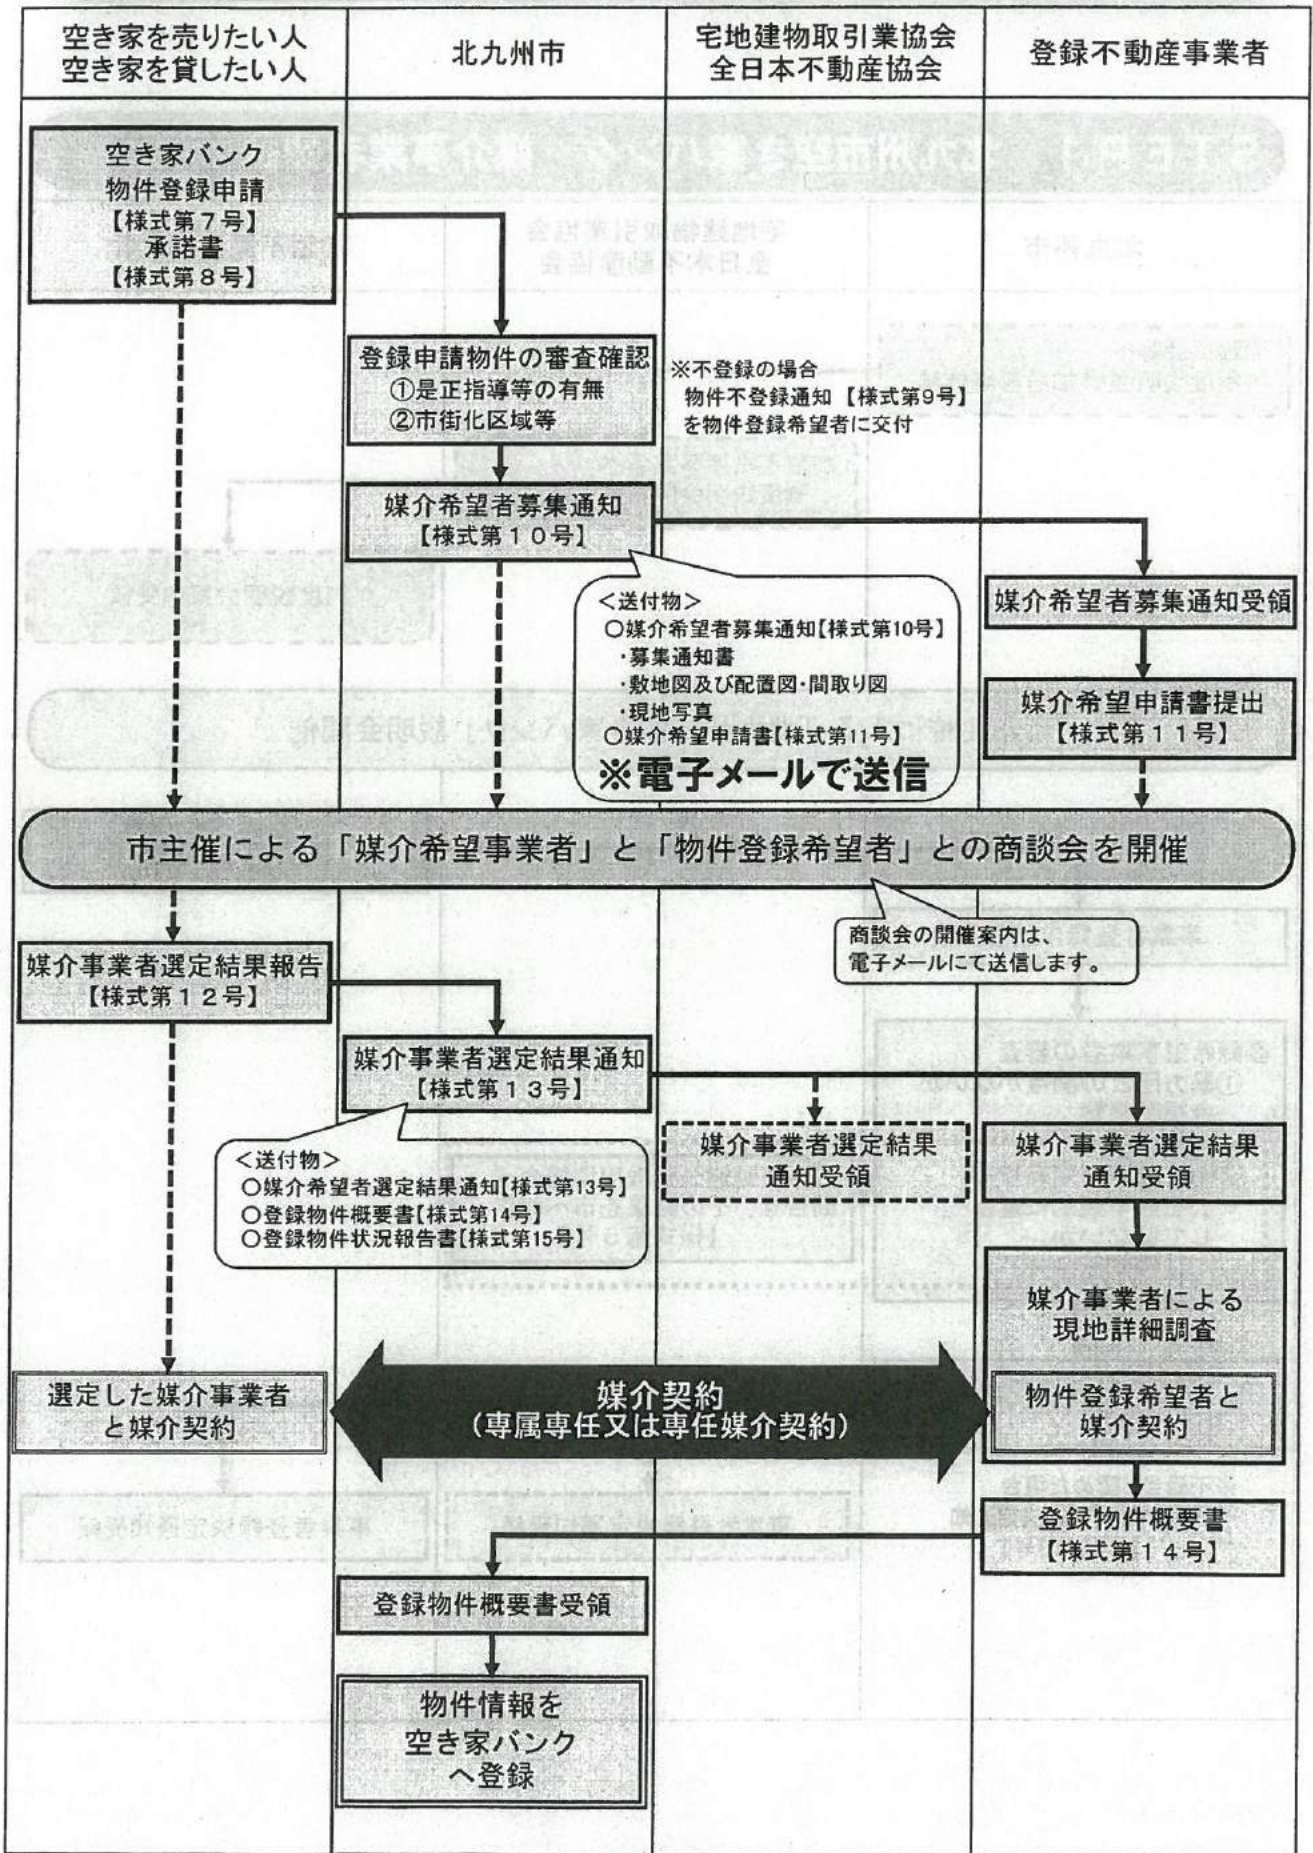 空き家を売りたい人
空き家を貸したい人
北九州市
宅地建物取引業協会
全日本不動産協会
登録不動産事業者
空き家バンク
物件登録申請
【様式第７号】
承諾書
【様式第８号】
登録申請物件の審査確認
①是正指導等の有無
②市街化区域等
※不登録の場合
物件不登録通知【様式第9号】
を物件登録希望者に交付
媒介希望者募集通知
【様式第１０号】
＜送付物＞
○媒介希望者募集通知【様式第10号】
・募集通知書
・敷地図及び配置図・間取り図
・現地写真
○媒介希望申請書【様式第11号】
※電子メールで送信
媒介希望者募集通知受領
媒介希望申請書提出
【様式第１１号】
市主催による「媒介希望事業者」と「物件登録希望者」との商談会を開催
商談会の開催案内は、
電子メールにて送信します。
媒介事業者選定結果報告
【様式第１２号】
媒介事業者選定結果通知
【様式第１３号】
＜送付物＞
○媒介希望者選定結果通知【様式第13号】
○登録物件概要書【様式第14号】
○登録物件状況報告書【様式第15号】
媒介事業者選定結果
通知受領
媒介事業者選定結果
通知受領
媒介事業者による
現地詳細調査
選定した媒介事業者
と媒介契約
媒介契約
（専属専任又は専任媒介契約）
物件登録希望者と
媒介契約
登録物件概要書
【様式第１４号】
登録物件概要書受領
物件情報を
空き家バンク
へ登録